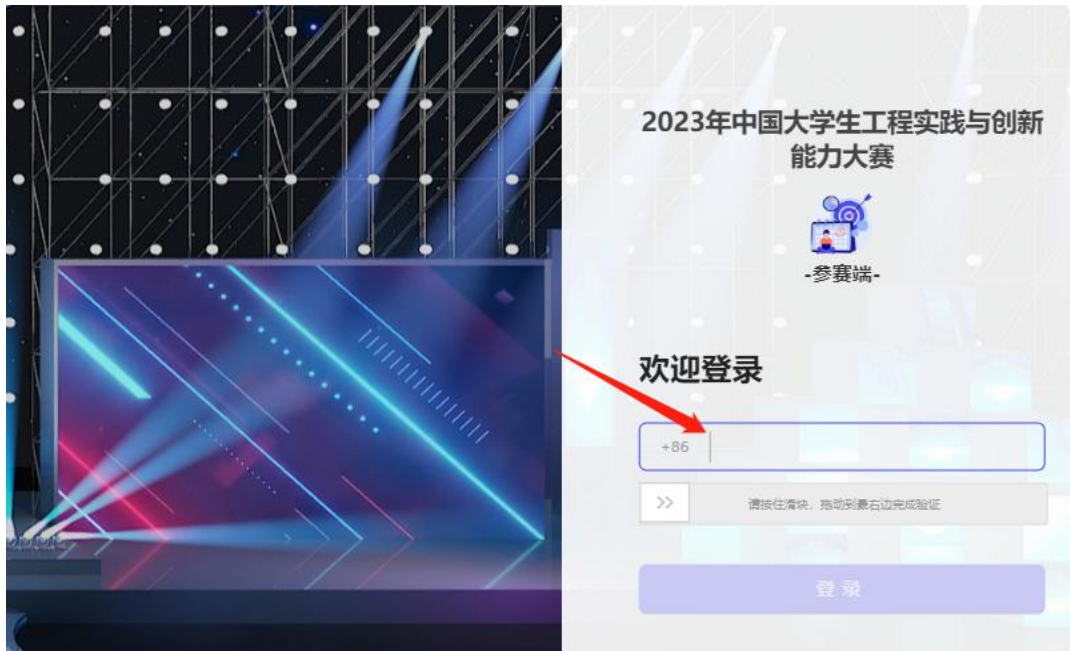 2023年中国大学生工程实践与创新
能力大赛
-参赛端-
欢迎登录
+86
>> 请按住滑块，拖动到最右边完成验证
登 录